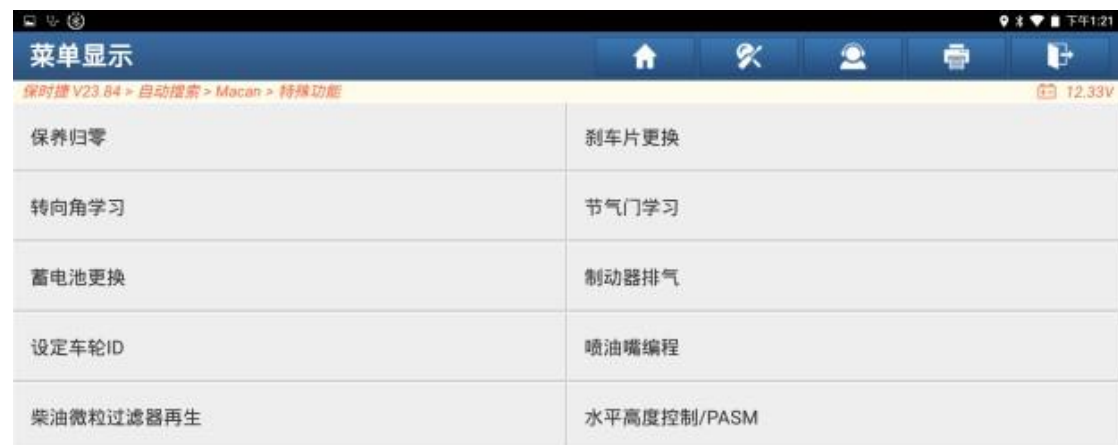 下午1:21
菜单显示
保时捷 V23.84 > 自动搜索 > Macan > 特殊功能
12.33V
保养归零
刹车片更换
转向角学习
节气门学习
蓄电池更换
制动器排气
设定车轮ID
喷油嘴编程
柴油微粒过滤器再生
水平高度控制/PASM